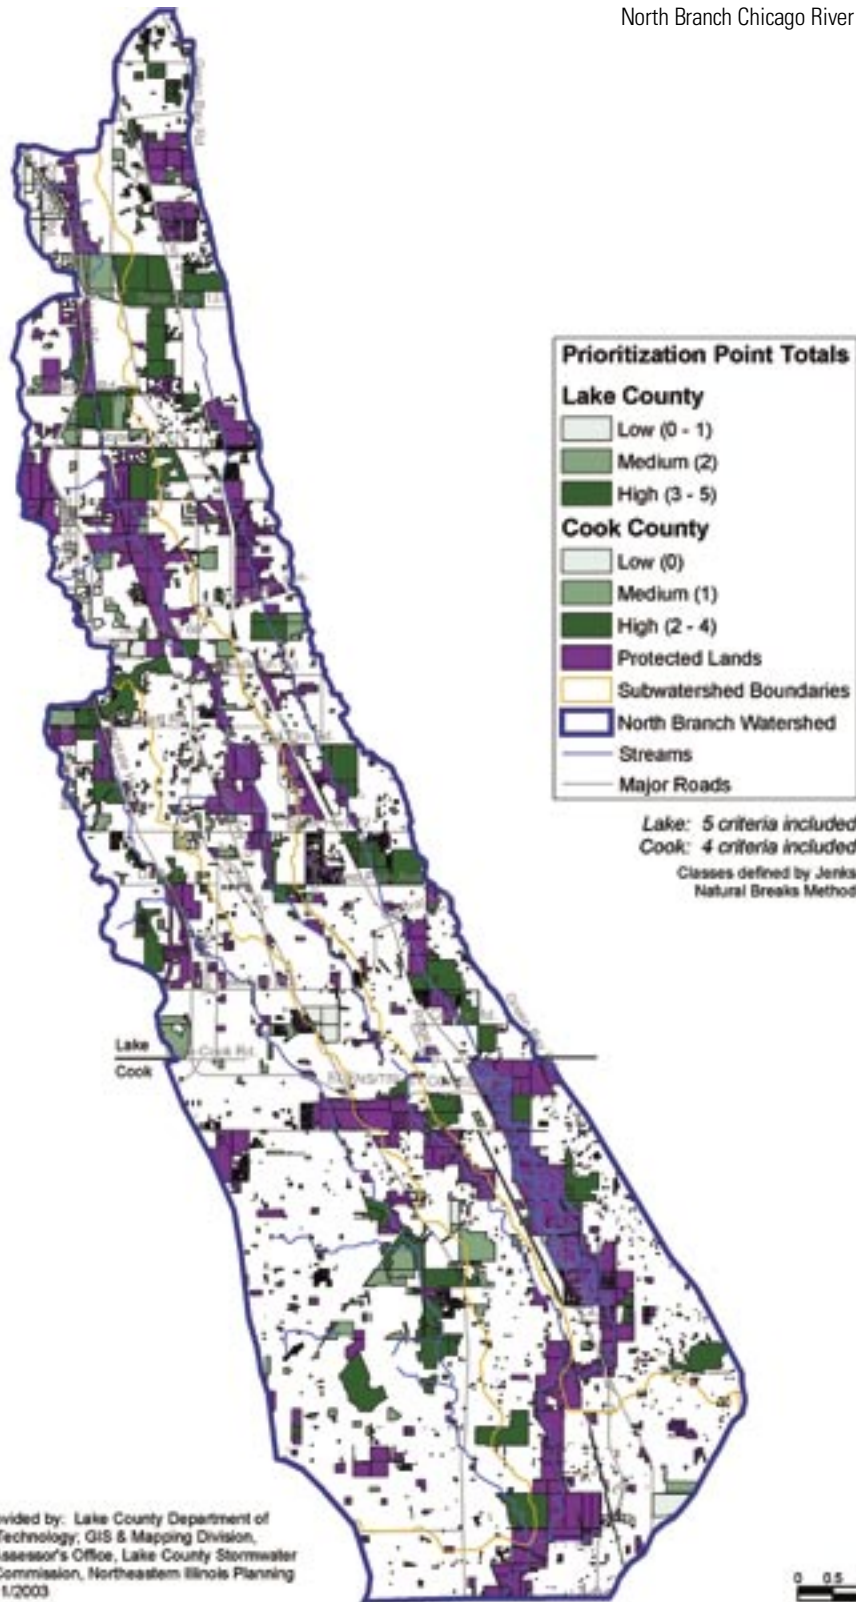 North Branch Chicago River
Prioritization Point Totals
Lake County
Low (0 - 1)
Medium (2)
High (3 - 5)
Cook County
Low (0)
Medium (1)
High (2 - 4)
Protected Lands
Subwatershed Boundaries
North Branch Watershed
Streams
Major Roads
Lake: 5 criteria included
Cook: 4 criteria included
Classes defined by Jenks
Natural Breaks Method
Lake
Cook
by: Lake County Department of
Technology; GIS & Mapping Division,
Assessor's Office, Lake County Stormwater
Commission, Northeastern Illinois Planning
1/2003
0 0.5